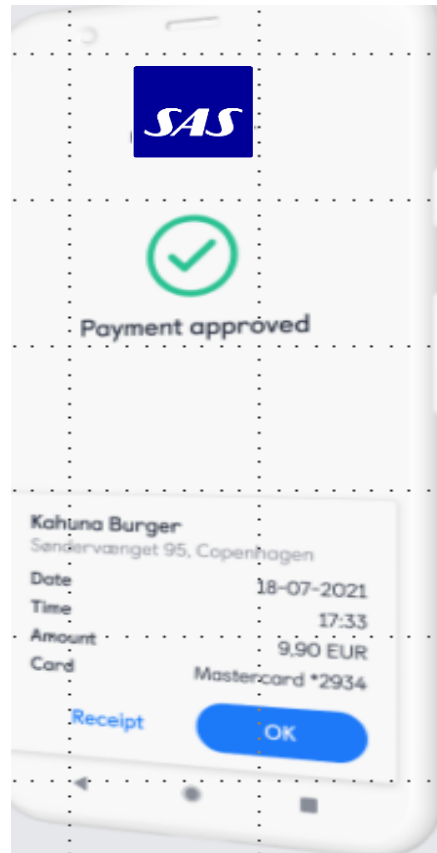 SAS
Payment approved
Kahuna Burger
Søndervænget 95, Copenhagen
Date 18-07-2021
Time 17:33
Amount 9,90 EUR
Card Mastercard *2934
Receipt OK